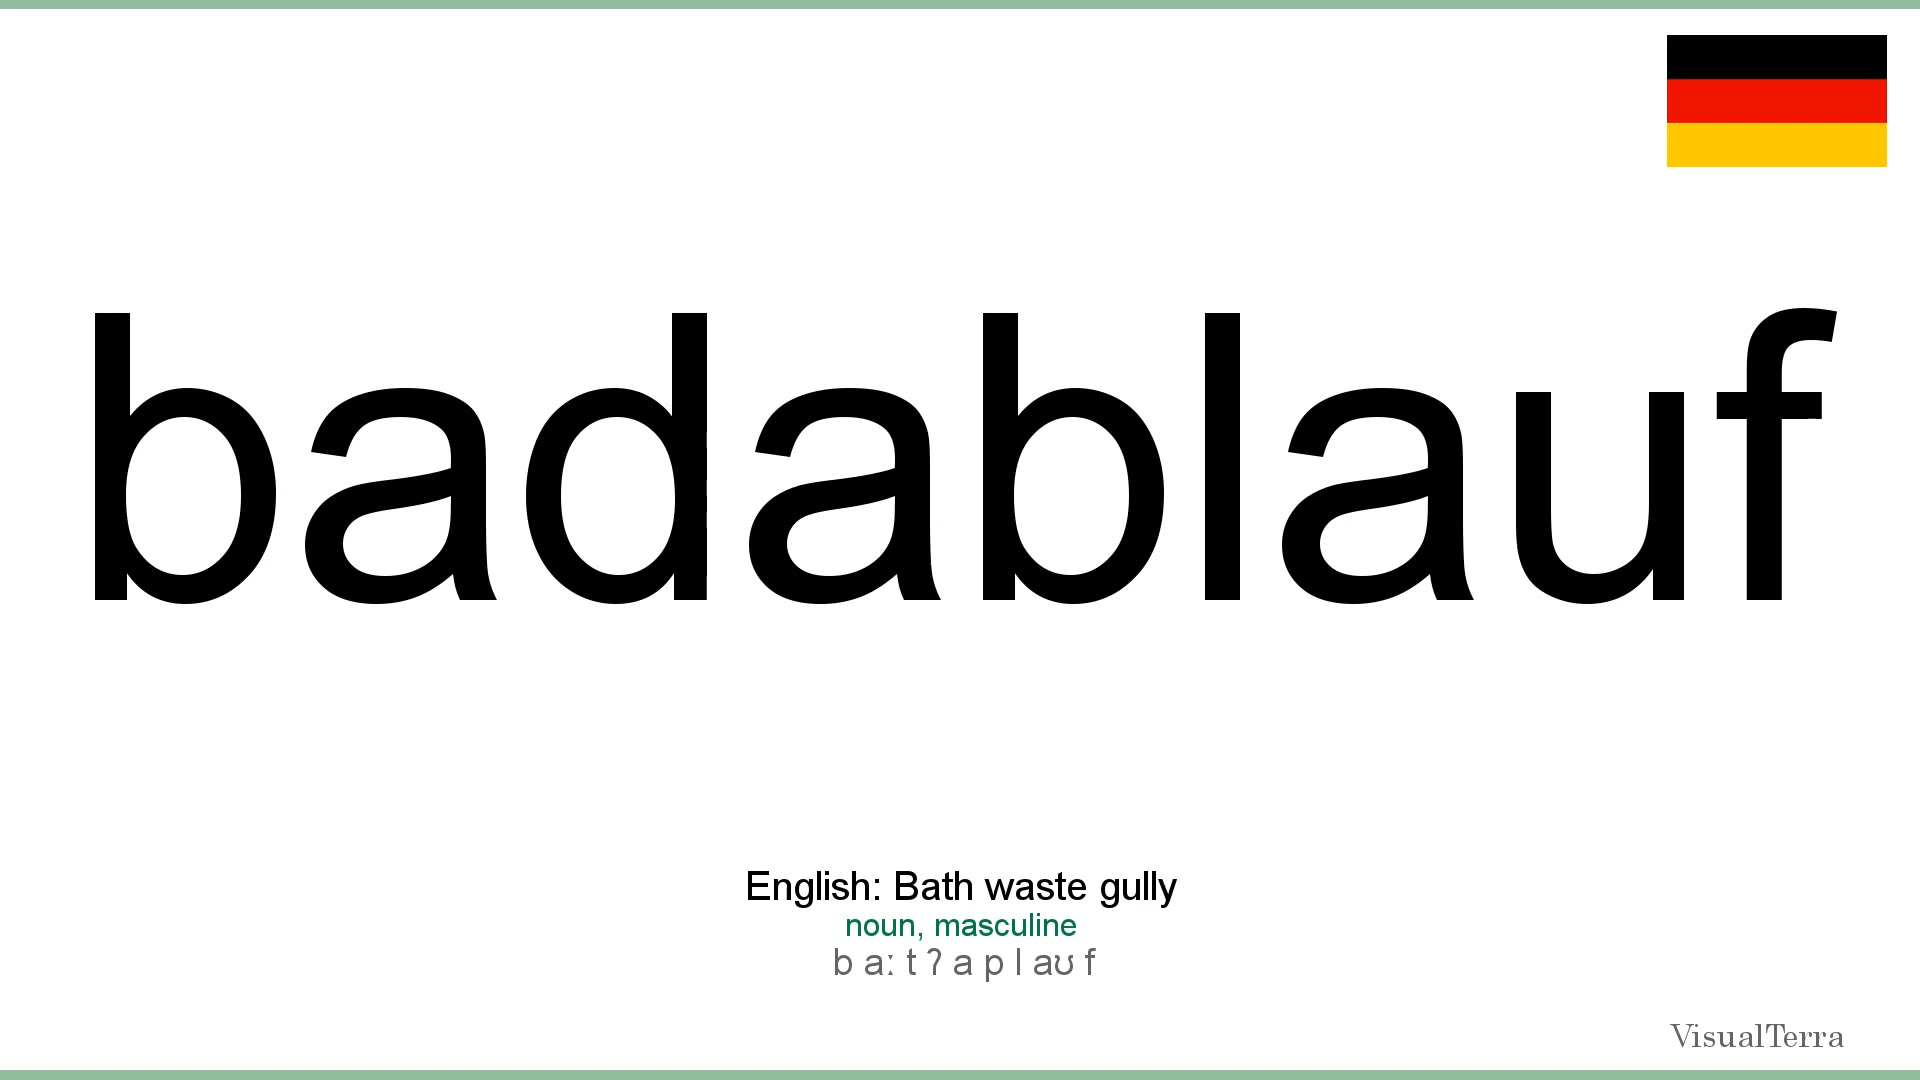 badablauf
English: Bath waste gully
noun, masculine
b aː t ʔ a p l aʊ f
VisualTerra